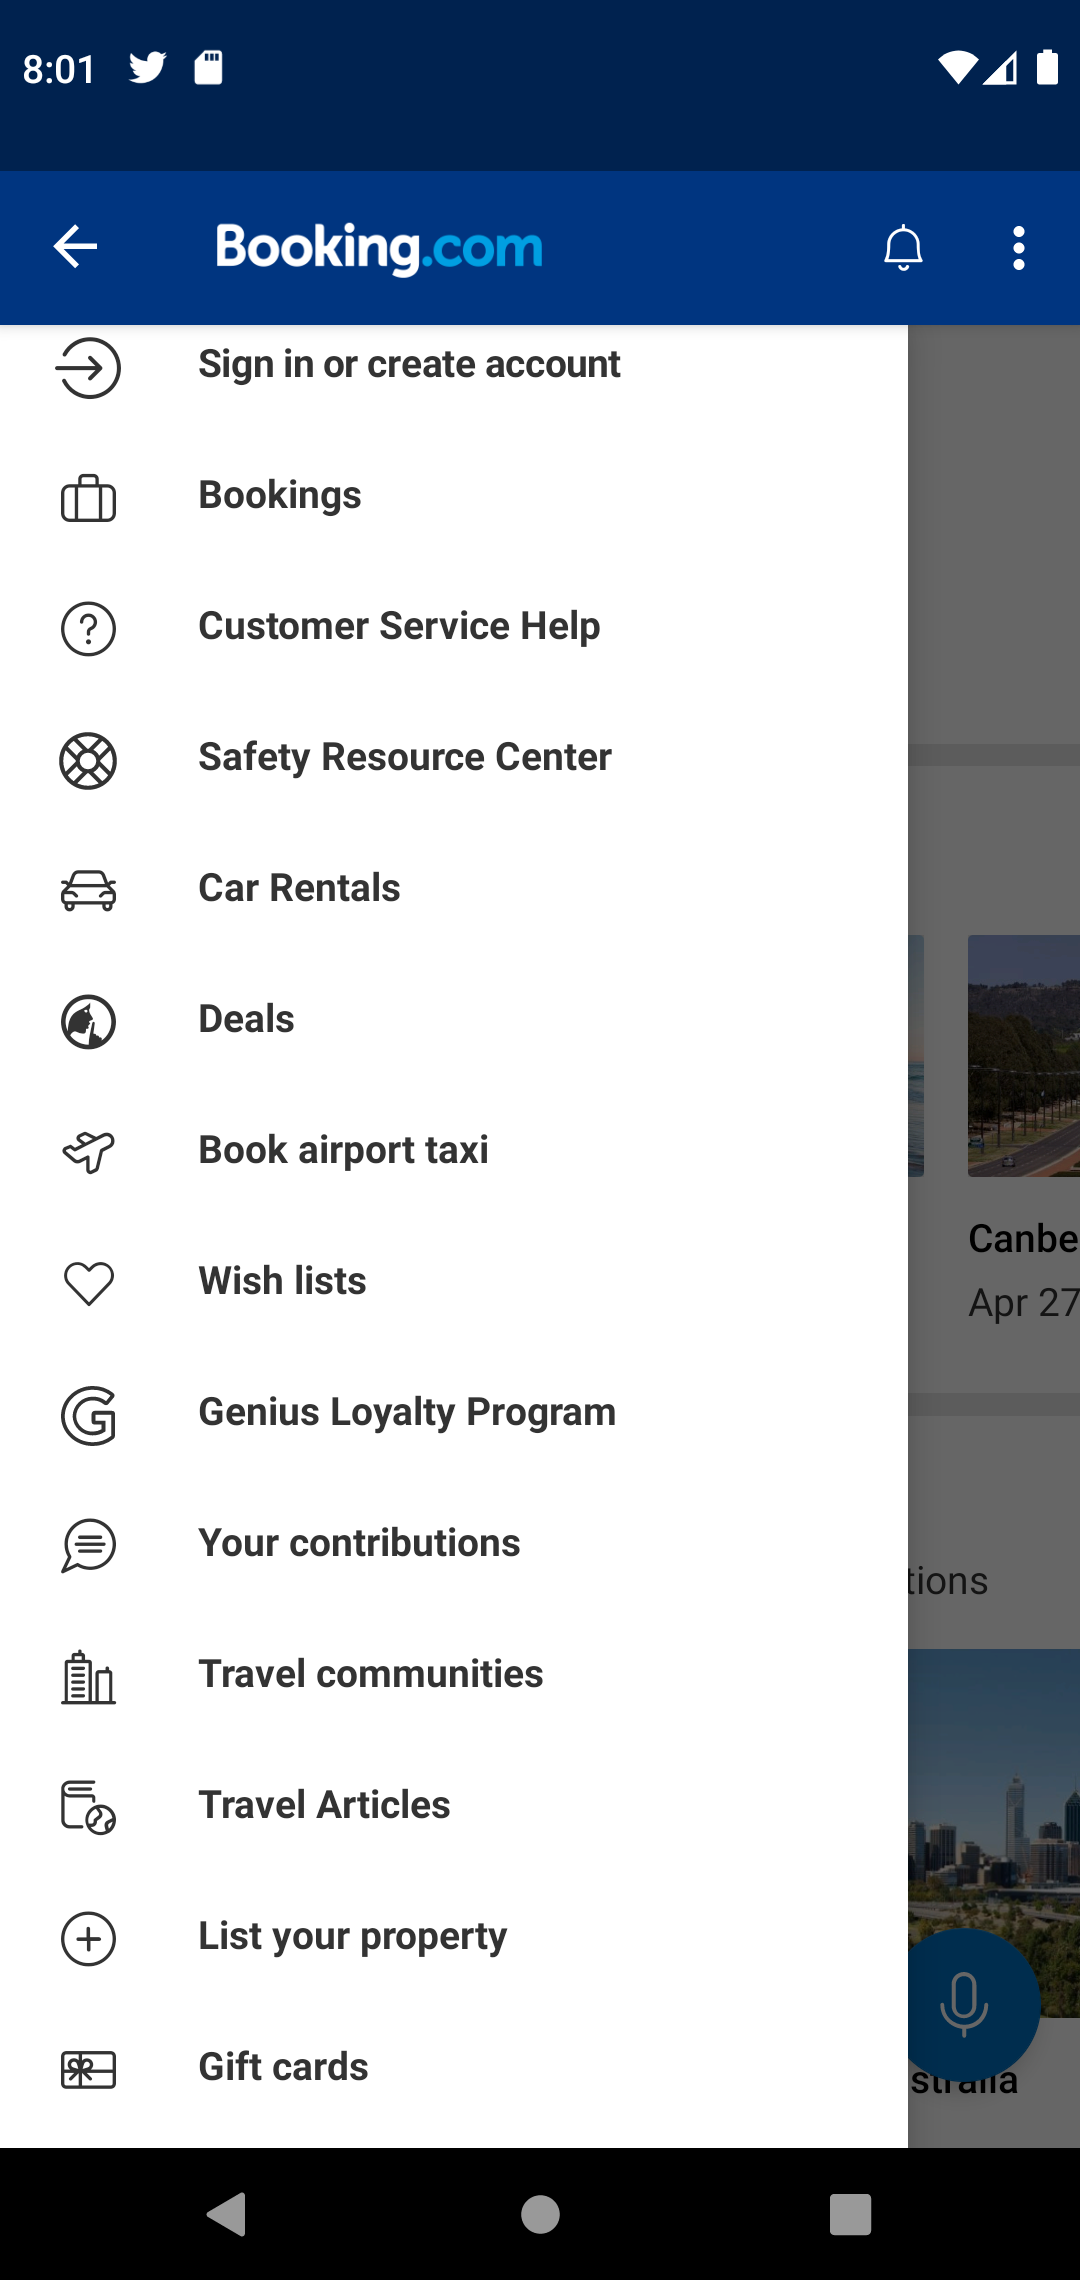 8:01
Booking.com
Sign in or create account
Bookings
Customer Service Help
Safety Resource Center
Car Rentals
Deals
Book airport taxi
Canbe
Wish lists
Apr 27
Genius Loyalty Program
Your contributions
tions
Travel communities
Travel Articles
List your property
Gift cards
stralia